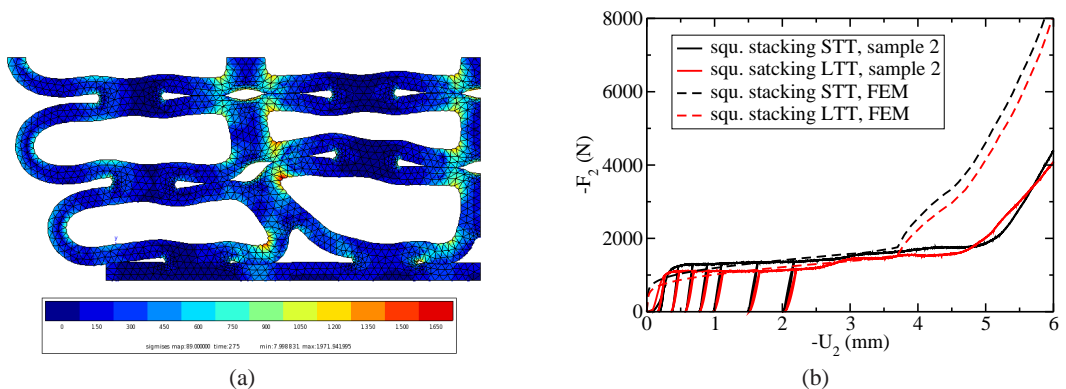 y
0 150 300 450 600 750 900 1050 1200 1350 1500 1650
sigmises map:89.000000 time:275 min:7.998831 max:1971.941995
(a)
8000
6000
4000
2000
0
-F2 (N)
squ. stacking STT, sample 2
squ. satcking LTT, sample 2
squ. stacking STT, FEM
squ. stacking LTT, FEM
0 1 2 3 4 5 6
-U2 (mm)
(b)